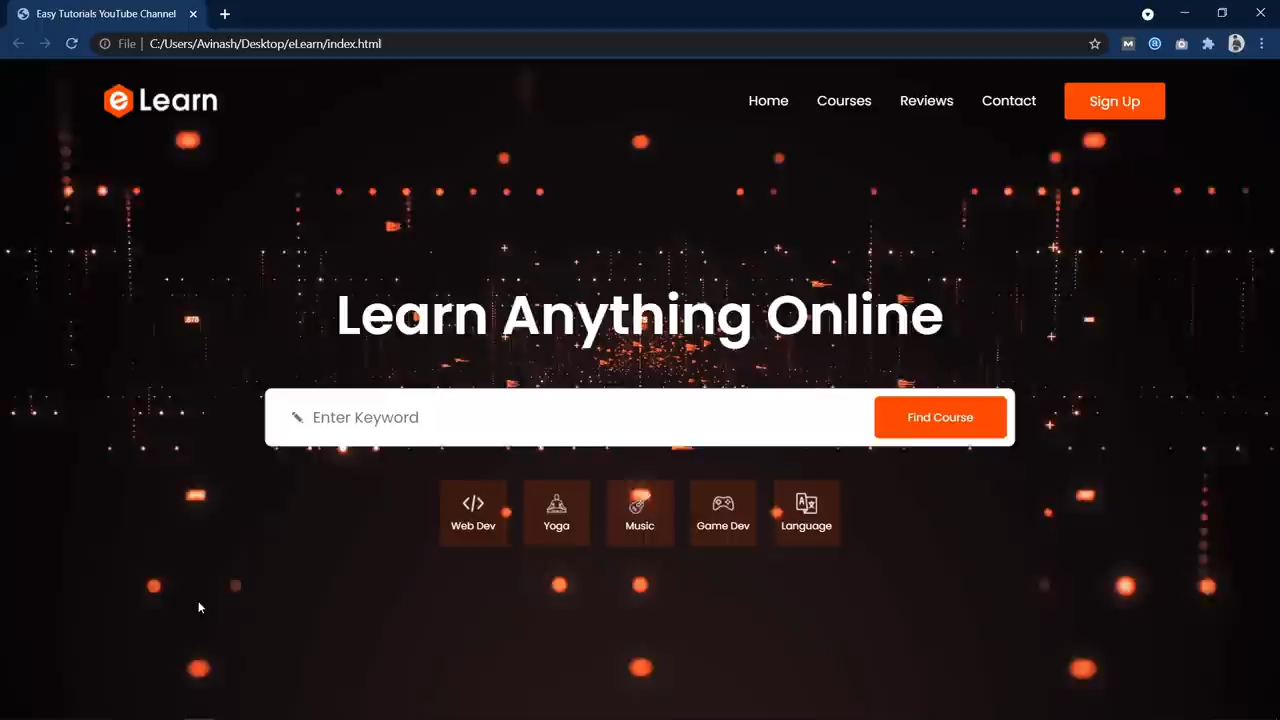 Easy Tutorials YouTube Channel
File
C:/Users/Avinash/Desktop/eLearn/index.html
e Learn
Home
Courses
Reviews
Contact
Sign Up
Learn Anything Online
Enter Keyword
Find Course
Web Dev
Yoga
Music
Game Dev
Language